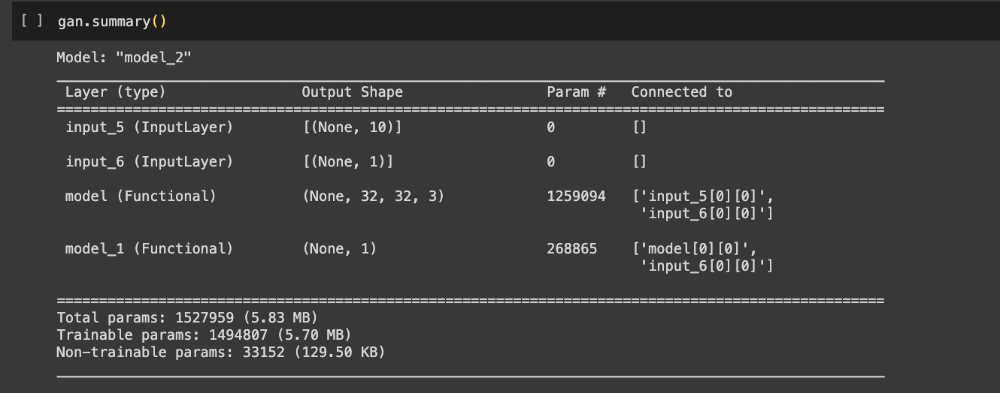 [ ] gan.summary()
Model: "model_2"
Layer (type) Output Shape Param # Connected to
==================================================================================================
input_5 (InputLayer) [(None, 10)] 0 []
input_6 (InputLayer) [(None, 1)] 0 []
model (Functional) (None, 32, 32, 3) 1259094 ['input_5[0][0]',
'input_6[0][0]']
model_1 (Functional) (None, 1) 268865 ['model[0][0]',
'input_6[0][0]']
==================================================================================================
Total params: 1527959 (5.83 MB)
Trainable params: 1494807 (5.70 MB)
Non-trainable params: 33152 (129.50 KB)